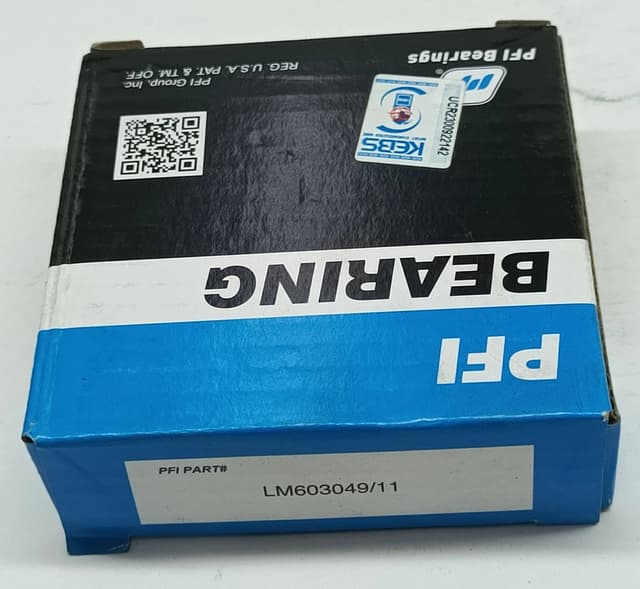 PFI
BEARING
PFI Bearings
KEBS
UCR2300922142
PFI Group, Inc.
REG. U.S.A. PAT. & TM. OFF.
PFI PART#
LM603049/11